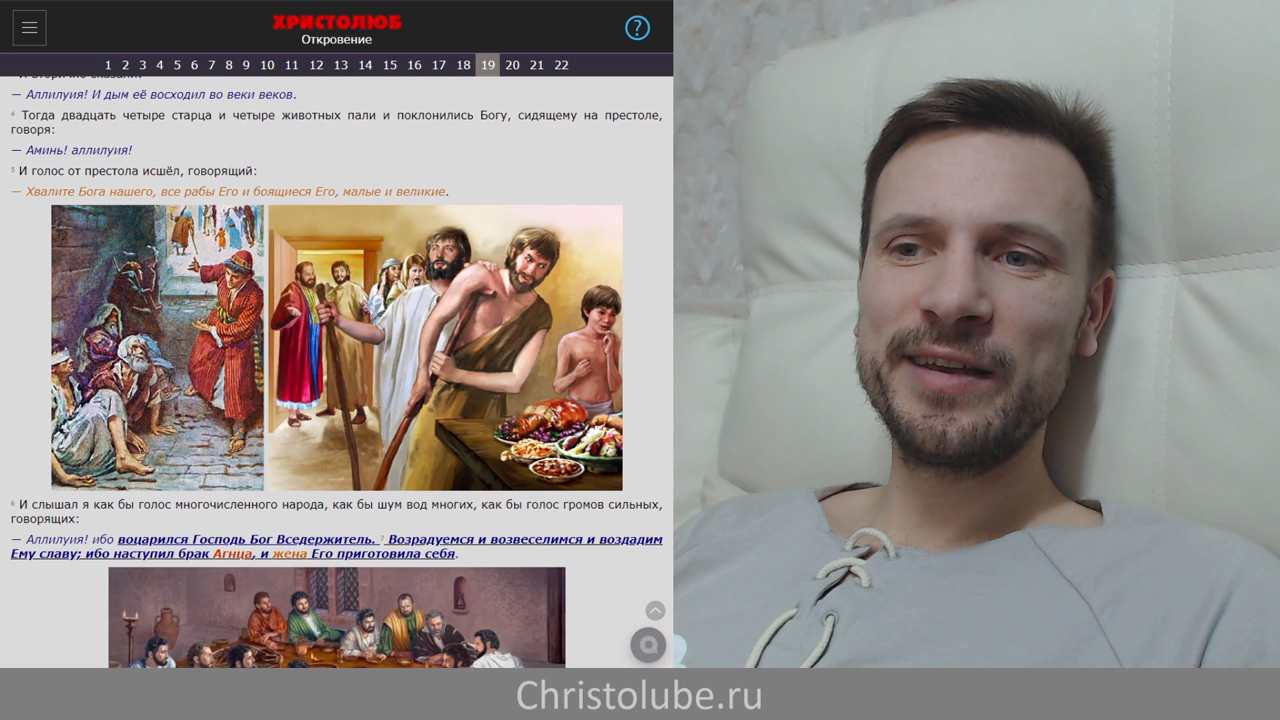 ХРИСТОЛЮБ
Откровение
?
1 2 3 4 5 6 7 8 9 10 11 12 13 14 15 16 17 18 19 20 21 22
— Аллилуия! И дым её восходил во веки веков.
4 Тогда двадцать четыре старца и четыре животных пали и поклонились Богу, сидящему на престоле,
говоря:
— Аминь! аллилуия!
5 И голос от престола исшёл, говорящий:
— Хвалите Бога нашего, все рабы Его и боящиеся Его, малые и великие.
6 И слышал я как бы голос многочисленного народа, как бы шум вод многих, как бы голос громов сильных,
говорящих:
— Аллилуия! ибо воцарился Господь Бог Вседержитель. 7 Возрадуемся и возвеселимся и воздадим
Ему славу; ибо наступил брак Агнца, и жена Его приготовила себя.
Christolube.ru